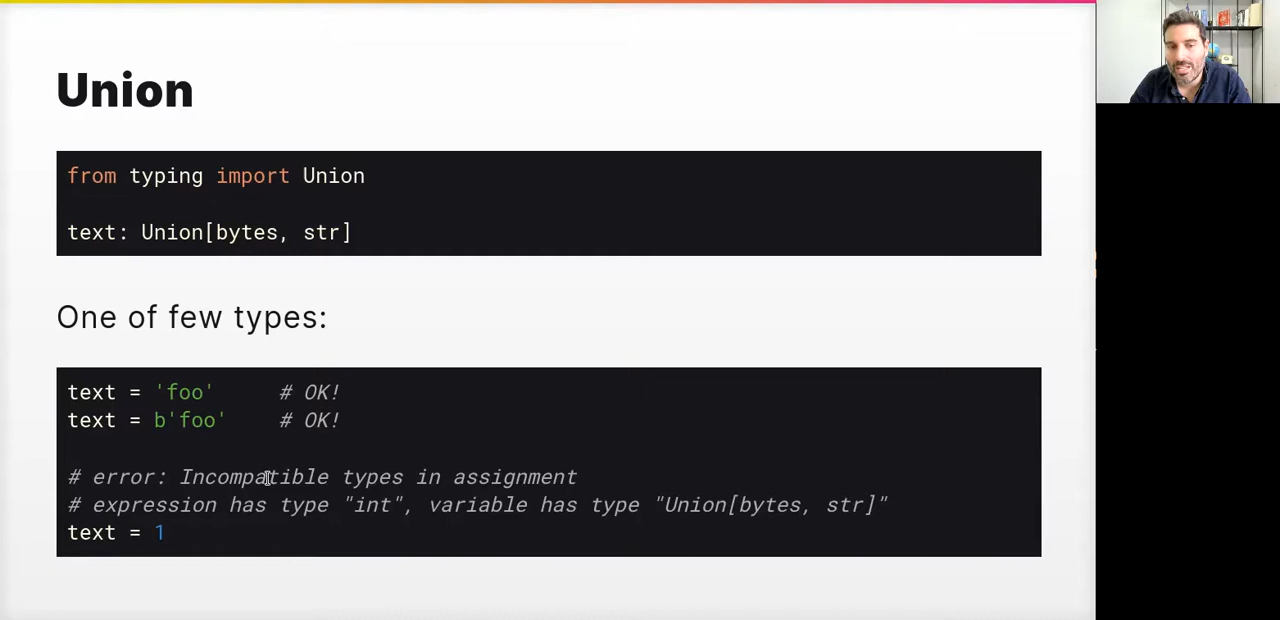 Union
from typing import Union
text: Union[bytes, str]
One of few types:
text = 'foo'     # OK!
text = b'foo'    # OK!
# error: Incompatible types in assignment
# expression has type "int", variable has type "Union[bytes, str]"
text = 1